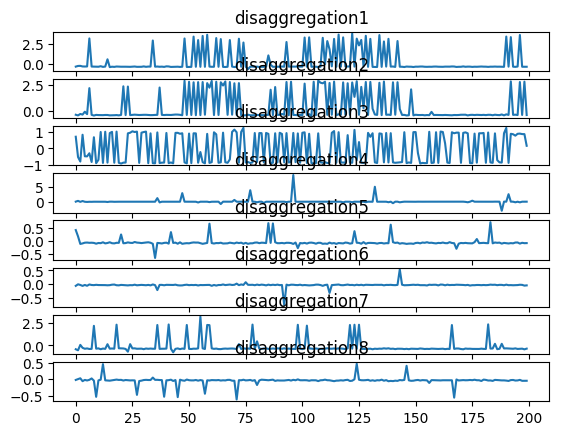 disaggregation1
2.5
0.0
disaggregation2
2.5
0.0
disaggregation3
1
0
−1
disaggregation4
5
0
disaggregation5
0.5
0.0
−0.5
disaggregation6
0.5
0.0
−0.5
disaggregation7
2.5
0.0
disaggregation8
0.5
0.0
−0.5
0 25 50 75 100 125 150 175 200